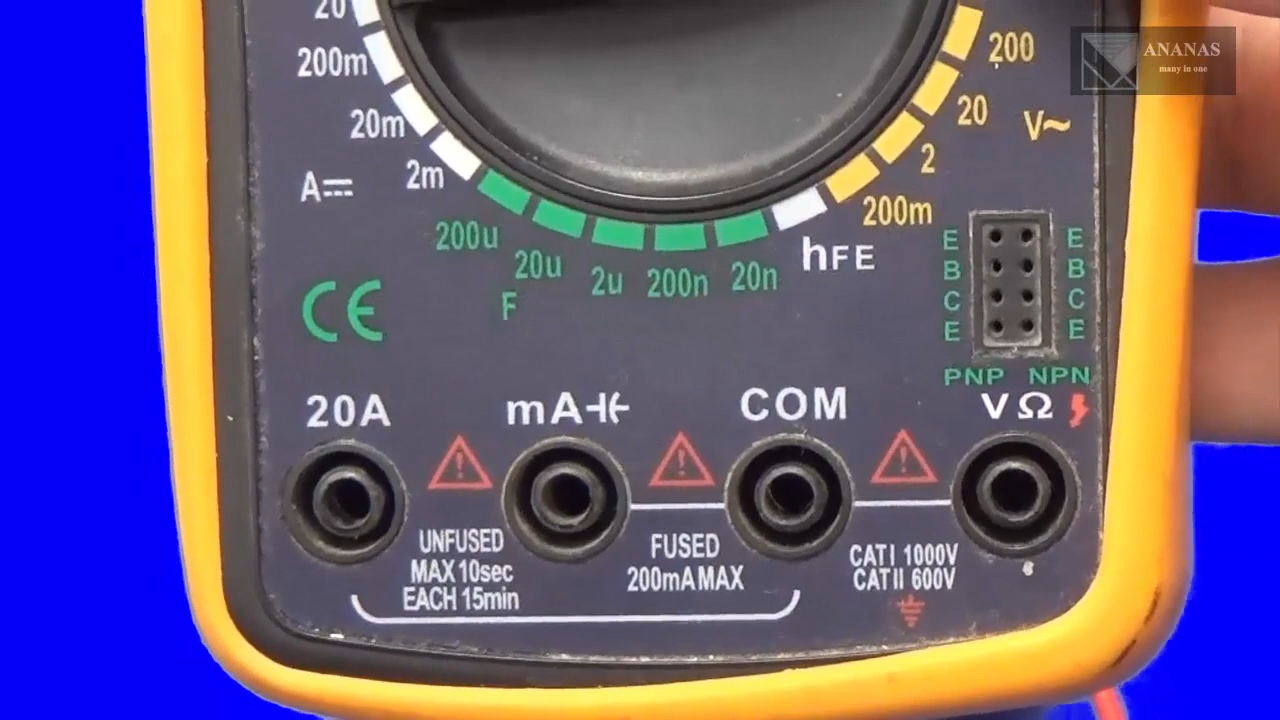 20
200m
20m
2m
A⎓
200u
20u
2u
200n
20n
F
hFE
200m
2
20
200
V~
ANANAS
many in one
E E
B B
C C
E E
PNP NPN
CE
20A
mA
COM
VΩ
UNFUSED
MAX 10sec
EACH 15min
FUSED
200mA MAX
CAT I 1000V
CAT II 600V